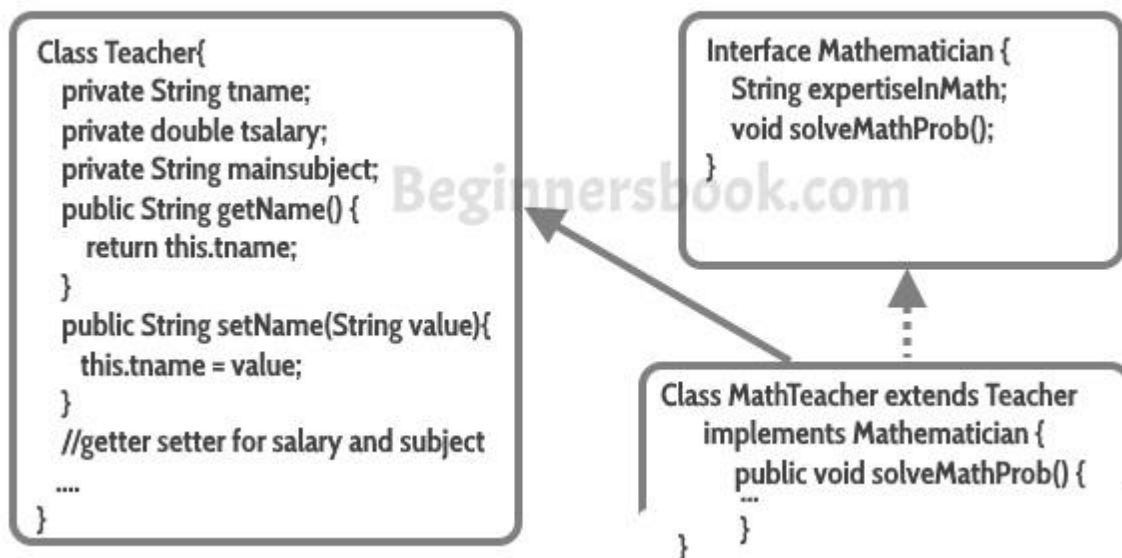 Class Teacher{
private String tname;
private double tsalary;
private String mainsubject;
public String getName() {
return this.tname;
}
public String setName(String value){
this.tname = value;
}
//getter setter for salary and subject
....
}
Beginnersbook.com
Interface Mathematician {
String expertiseInMath;
void solveMathProb();
}
Class MathTeacher extends Teacher
implements Mathematician {
public void solveMathProb() {
...
}
}